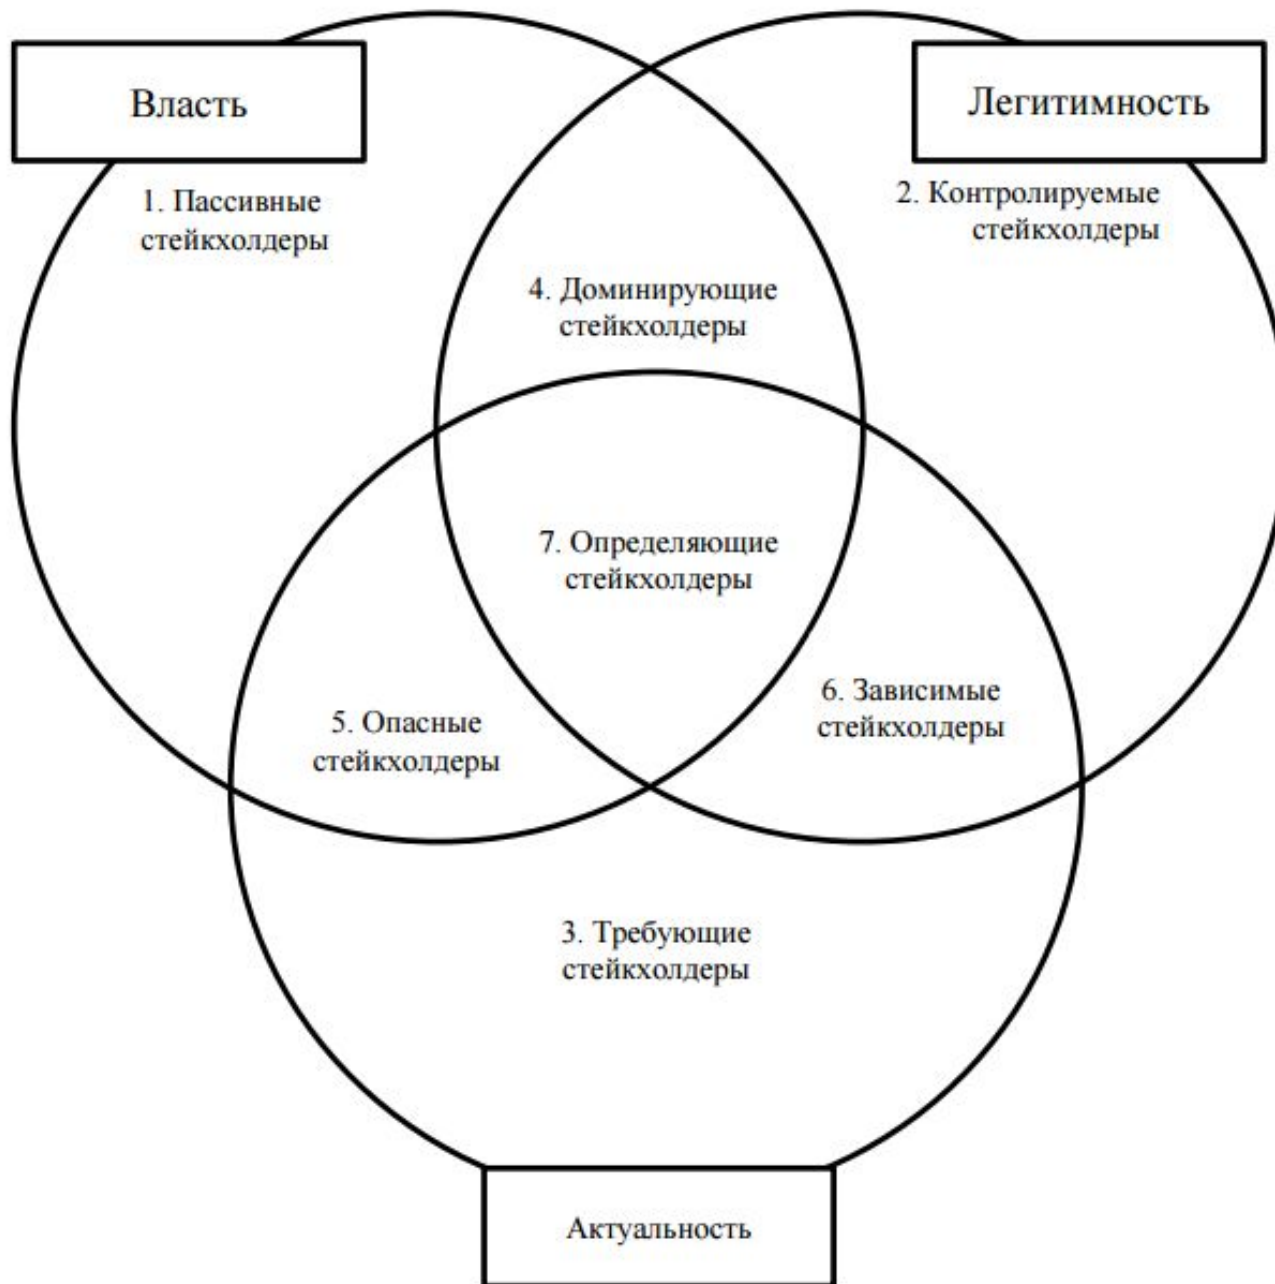 Власть
Легитимность
1. Пассивные
стейкхолдеры
2. Контролируемые
стейкхолдеры
4. Доминирующие
стейкхолдеры
7. Определяющие
стейкхолдеры
6. Зависимые
стейкхолдеры
5. Опасные
стейкхолдеры
3. Требующие
стейкхолдеры
Актуальность